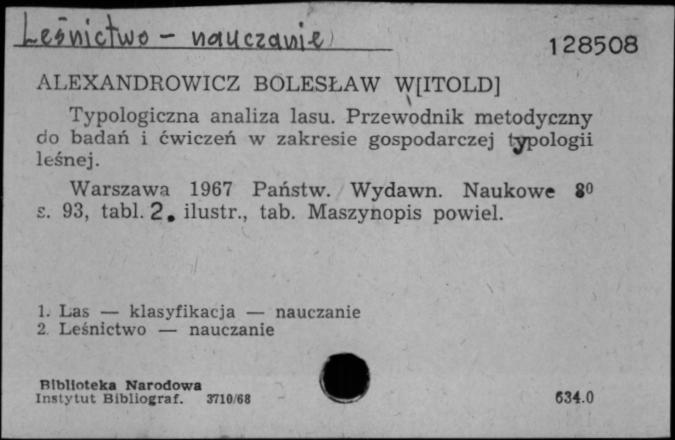 Leśnictwo – nauczanie
128508
ALEXANDROWICZ BOLESŁAW W[ITOLD]
Typologiczna analiza lasu. Przewodnik metodyczny
do badań i ćwiczeń w zakresie gospodarczej typologii
leśnej.
Warszawa 1967 Państw. Wydawn. Naukowe 8⁰
s. 93, tabl. 2. ilustr., tab. Maszynopis powiel.
1. Las — klasyfikacja — nauczanie
2. Leśnictwo — nauczanie
Biblioteka Narodowa
Instytut Bibliograf. 3710/68
634.0